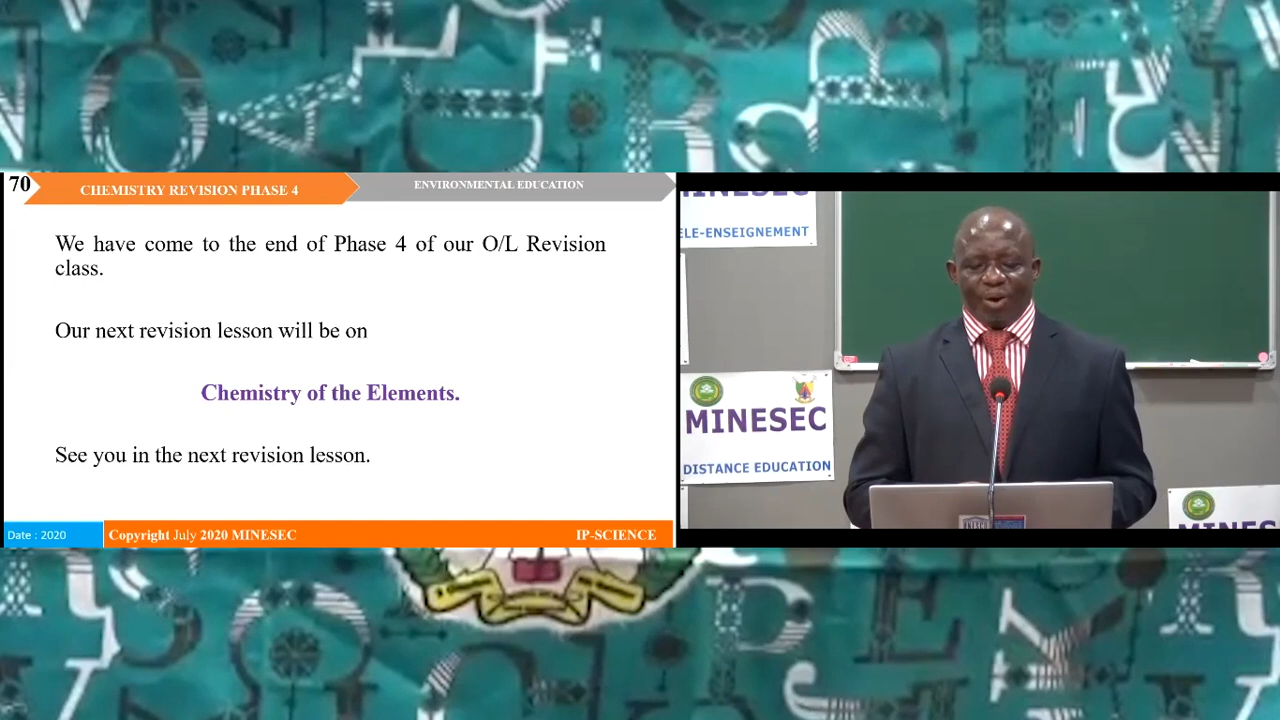 70
CHEMISTRY REVISION PHASE 4
ENVIRONMENTAL EDUCATION
We have come to the end of Phase 4 of our O/L Revision
class.
Our next revision lesson will be on
Chemistry of the Elements.
See you in the next revision lesson.
Date : 2020
Copyright July 2020 MINESEC
IP-SCIENCE
MINESEC
ELE-ENSEIGNEMENT
MINESEC
DISTANCE EDUCATION
MINES